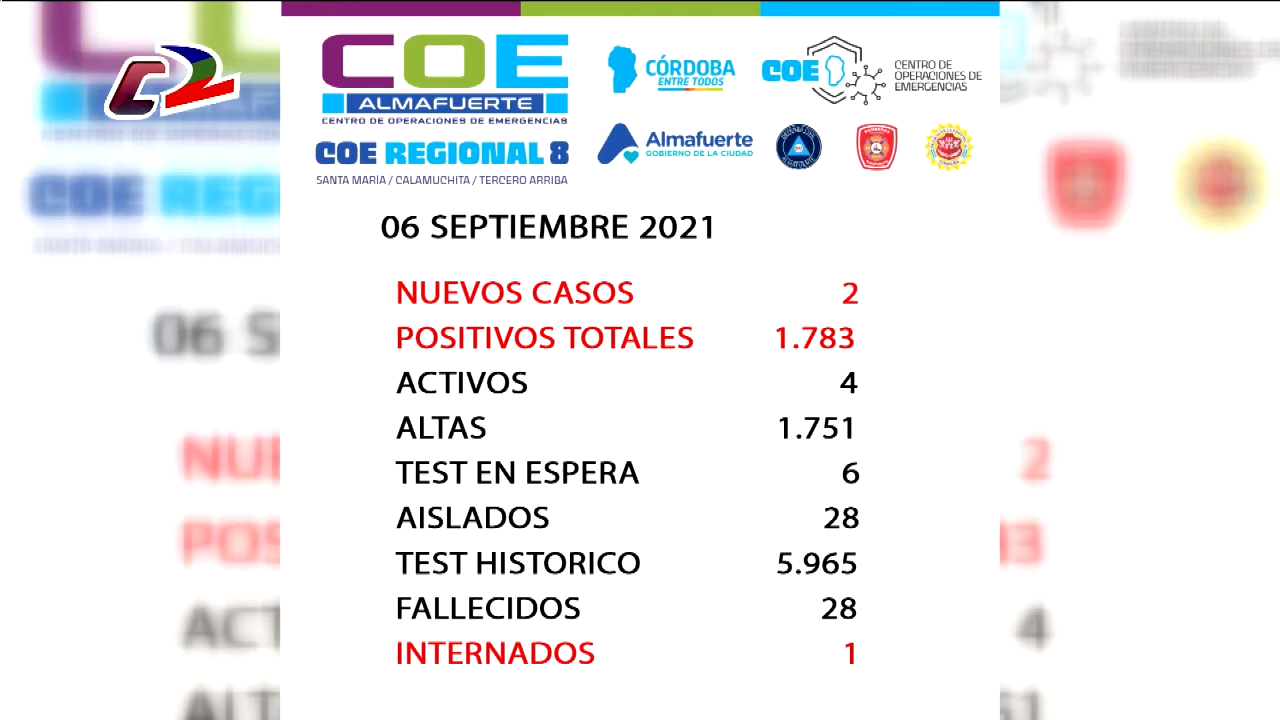 C2
COE
ALMAFUERTE
CENTRO DE OPERACIONES DE EMERGENCIAS
COE REGIONAL 8
SANTA MARÍA / CALAMUCHITA / TERCERO ARRIBA
CÓRDOBA
ENTRE TODOS
COE
CENTRO DE
OPERACIONES DE
EMERGENCIAS
Almafuerte
GOBIERNO DE LA CIUDAD
06 SEPTIEMBRE 2021
NUEVOS CASOS 2
POSITIVOS TOTALES 1.783
ACTIVOS 4
ALTAS 1.751
TEST EN ESPERA 6
AISLADOS 28
TEST HISTORICO 5.965
FALLECIDOS 28
INTERNADOS 1